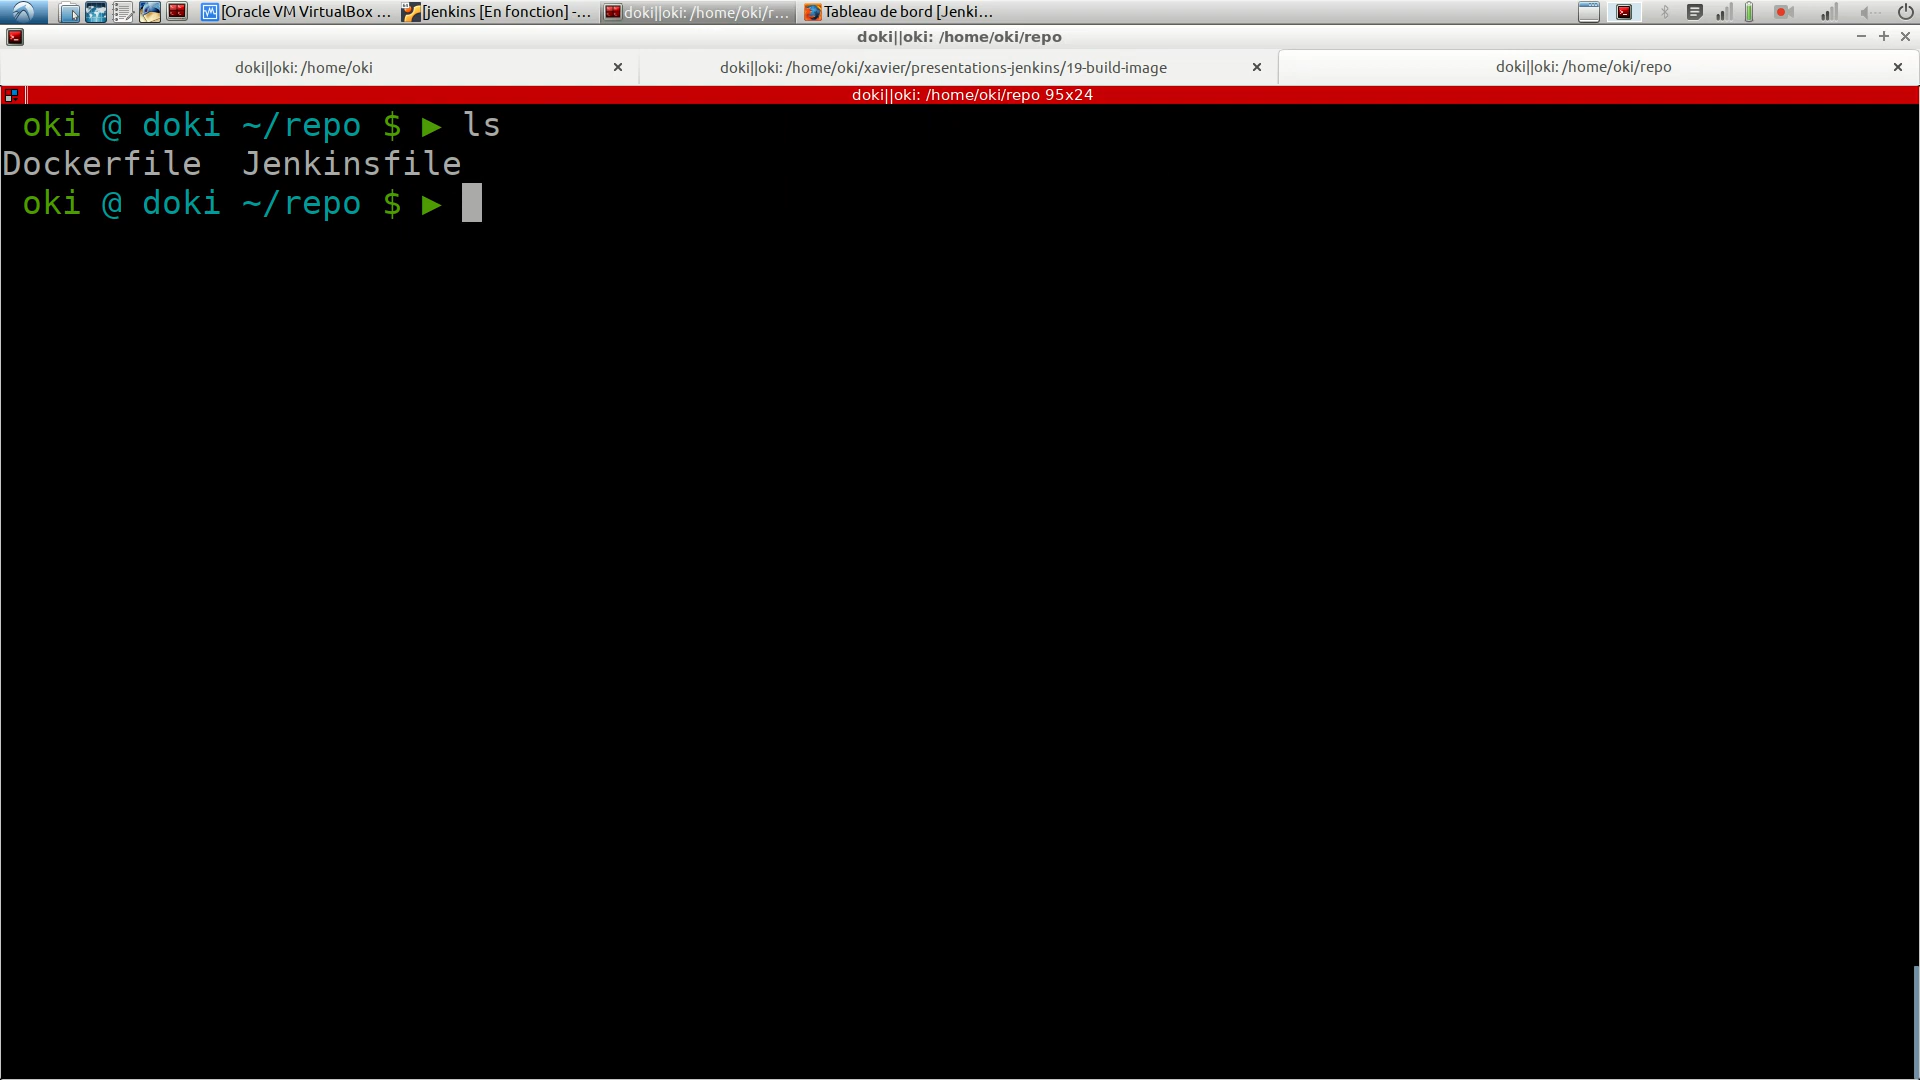 [Oracle VM VirtualBox ... [jenkins [En fonction] -... doki||oki: /home/oki/r... Tableau de bord [Jenki...
doki||oki: /home/oki/repo
doki||oki: /home/oki doki||oki: /home/oki/xavier/presentations-jenkins/19-build-image doki||oki: /home/oki/repo
doki||oki: /home/oki/repo 95x24
oki @ doki ~/repo $ ► ls
Dockerfile  Jenkinsfile
oki @ doki ~/repo $ ►